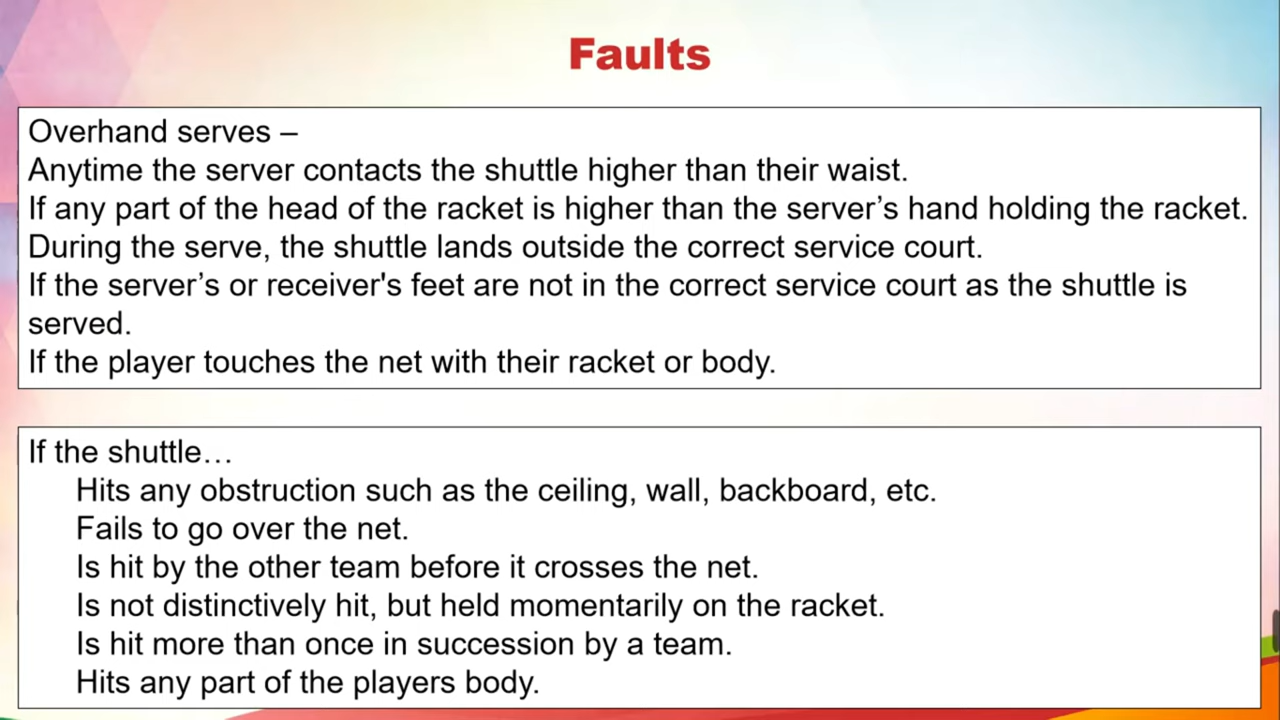 Faults
Overhand serves –
Anytime the server contacts the shuttle higher than their waist.
If any part of the head of the racket is higher than the server’s hand holding the racket.
During the serve, the shuttle lands outside the correct service court.
If the server’s or receiver's feet are not in the correct service court as the shuttle is
served.
If the player touches the net with their racket or body.
If the shuttle…
Hits any obstruction such as the ceiling, wall, backboard, etc.
Fails to go over the net.
Is hit by the other team before it crosses the net.
Is not distinctively hit, but held momentarily on the racket.
Is hit more than once in succession by a team.
Hits any part of the players body.